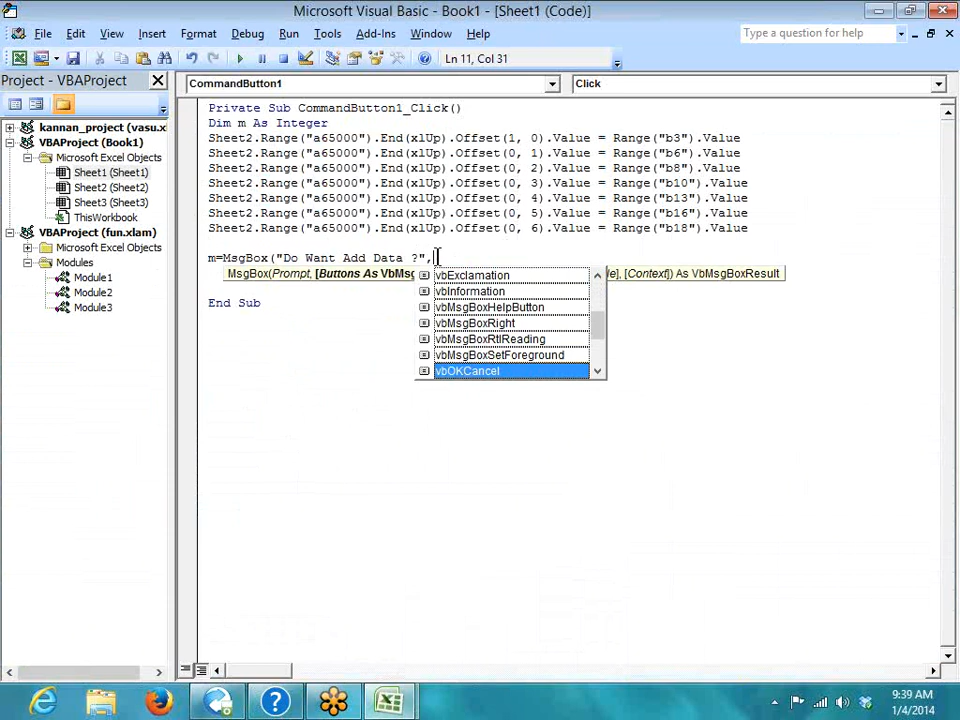 Microsoft Visual Basic - Book1 - [Sheet1 (Code)]
File Edit View Insert Format Debug Run Tools Add-Ins Window Help
Type a question for help
Ln 11, Col 31
Project - VBAProject
CommandButton1
Click
kannan_project (vasu.xl
VBAProject (Book1)
Microsoft Excel Objects
Sheet1 (Sheet1)
Sheet2 (Sheet2)
Sheet3 (Sheet3)
ThisWorkbook
VBAProject (fun.xlam)
Microsoft Excel Objects
Modules
Module1
Module2
Module3
Private Sub CommandButton1_Click()
Dim m As Integer
Sheet2.Range("a65000").End(xlUp).Offset(1, 0).Value = Range("b3").Value
Sheet2.Range("a65000").End(xlUp).Offset(0, 1).Value = Range("b6").Value
Sheet2.Range("a65000").End(xlUp).Offset(0, 2).Value = Range("b8").Value
Sheet2.Range("a65000").End(xlUp).Offset(0, 3).Value = Range("b10").Value
Sheet2.Range("a65000").End(xlUp).Offset(0, 4).Value = Range("b13").Value
Sheet2.Range("a65000").End(xlUp).Offset(0, 5).Value = Range("b16").Value
Sheet2.Range("a65000").End(xlUp).Offset(0, 6).Value = Range("b18").Value
m=MsgBox("Do Want Add Data ?",
MsgBox(Prompt, [Buttons As VbMsg le], [Context]) As VbMsgBoxResult
vbExclamation
vbInformation
vbMsgBoxHelpButton
vbMsgBoxRight
vbMsgBoxRtlReading
vbMsgBoxSetForeground
vbOKCancel
End Sub
9:39 AM
1/4/2014